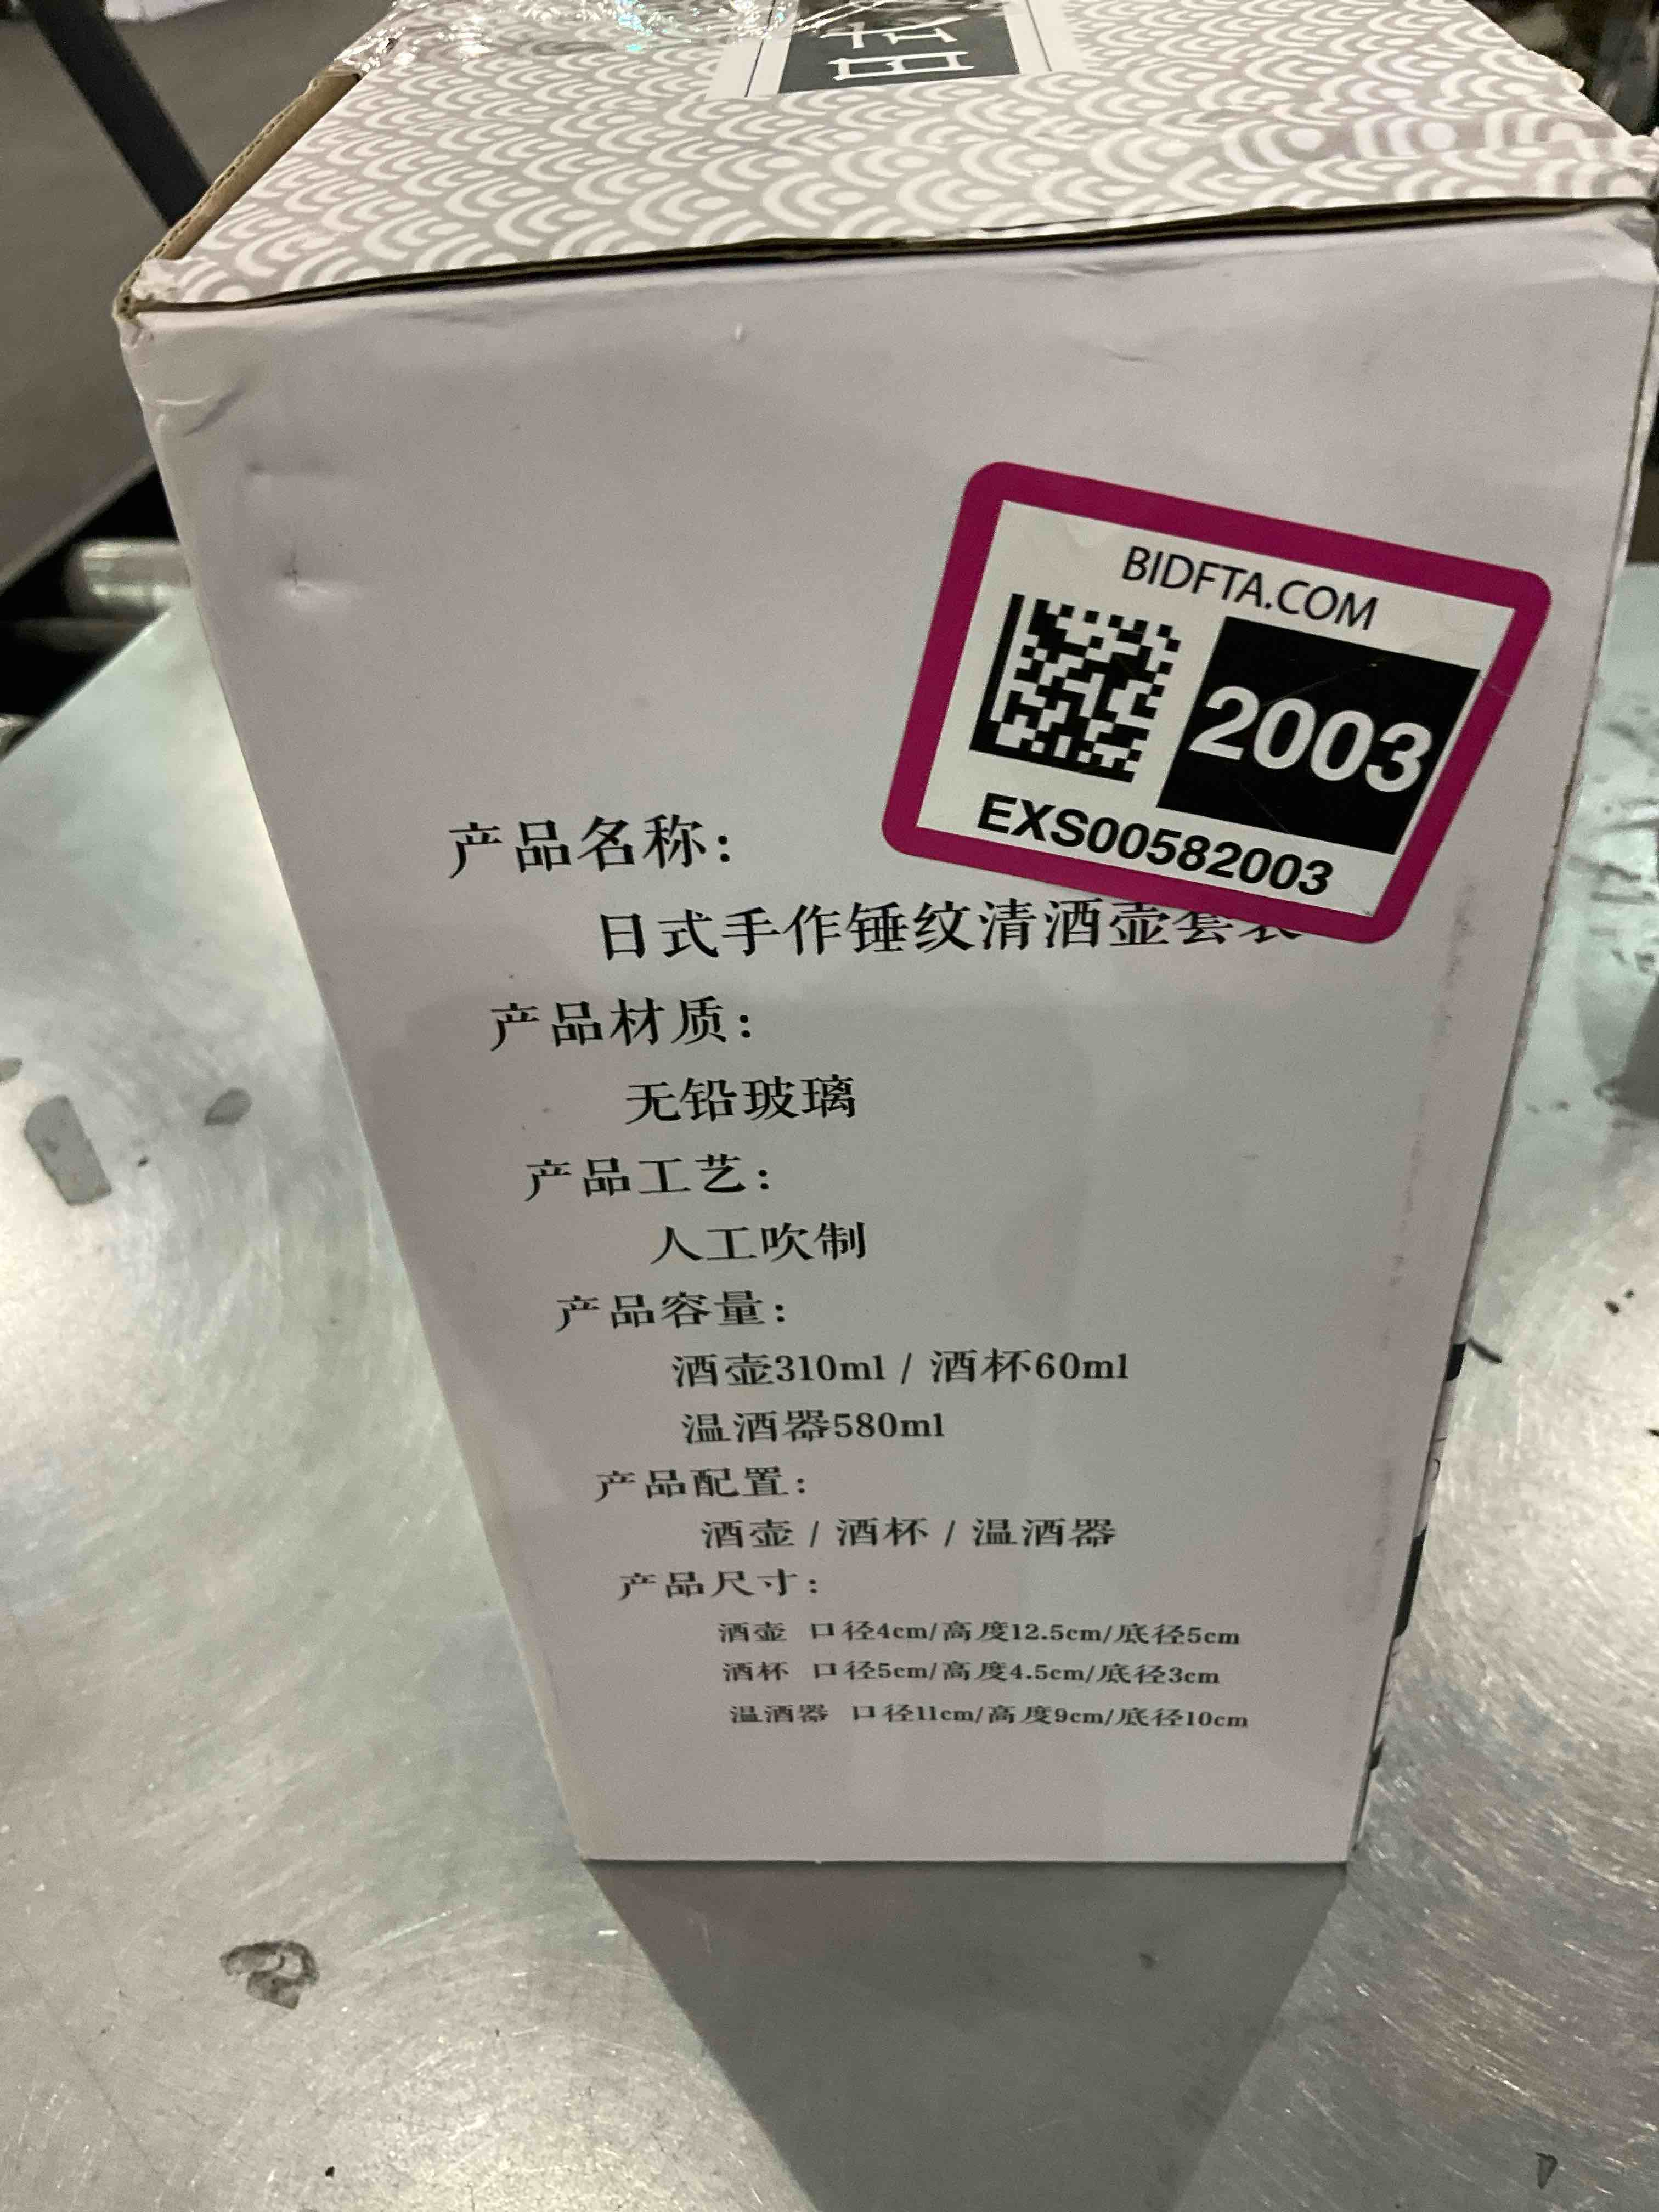 BIDFTA.COM
2003
EXS00582003
产品名称：
日式手作锤纹清酒壶套装
产品材质：
无铅玻璃
产品工艺：
人工吹制
产品容量：
酒壶310ml / 酒杯60ml
温酒器580ml
产品配置：
酒壶 / 酒杯 / 温酒器
产品尺寸：
酒壶 口径4cm/高度12.5cm/底径5cm
酒杯 口径5cm/高度4.5cm/底径3cm
温酒器 口径11cm/高度9cm/底径10cm